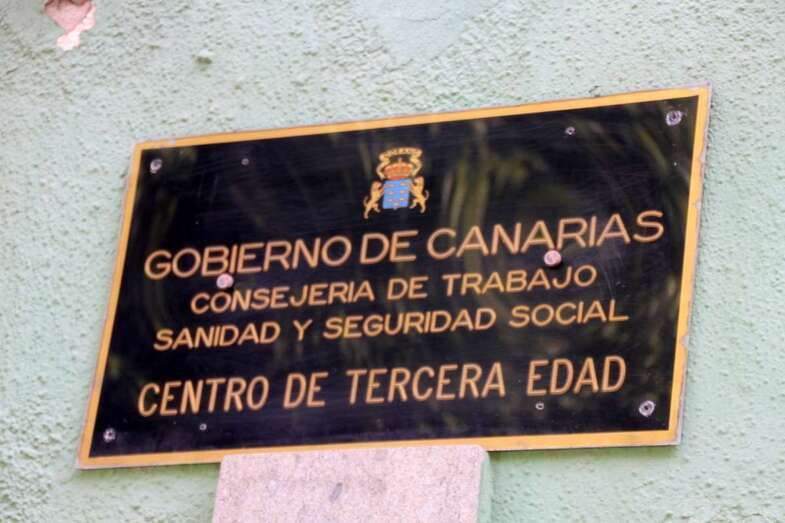 GOBIERNO DE CANARIAS
CONSEJERIA DE TRABAJO
SANIDAD Y SEGURIDAD SOCIAL
CENTRO DE TERCERA EDAD